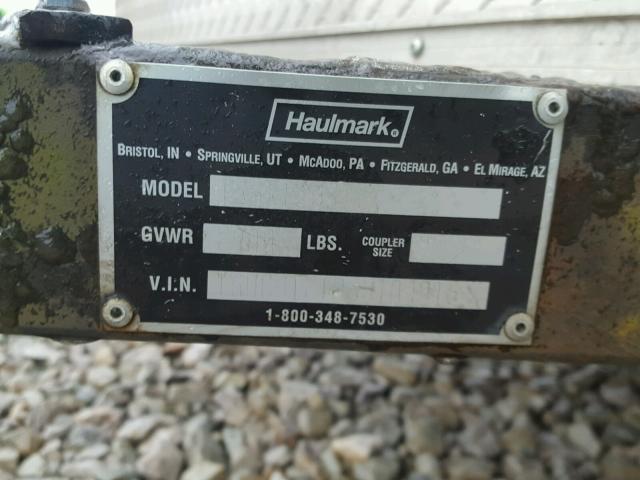 Haulmark®
BRISTOL, IN • SPRINGVILLE, UT • MCADOO, PA • FITZGERALD, GA • EL MIRAGE, AZ
MODEL
GVWR LBS. COUPLER SIZE
V.I.N.
1-800-348-7530